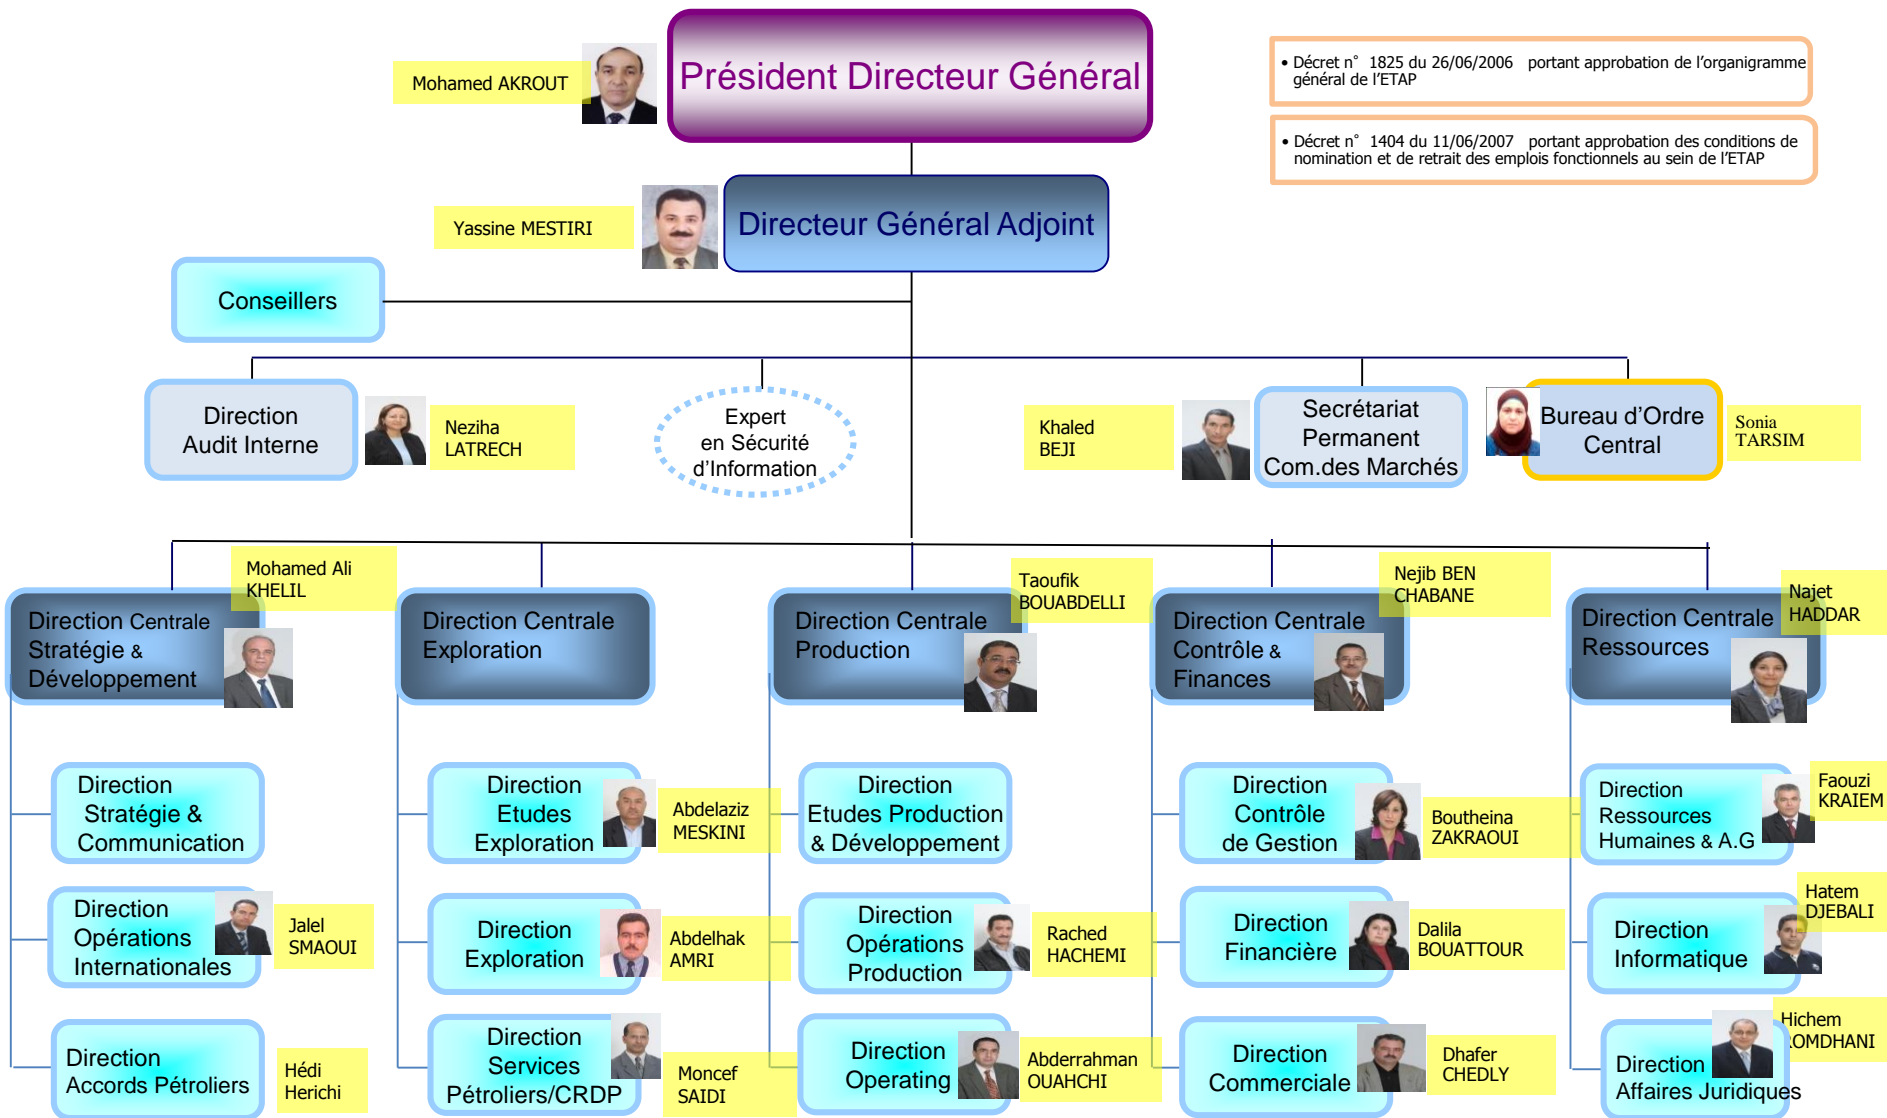 Mohamed AKROUT
Président Directeur Général
• Décret n° 1825 du 26/06/2006 portant approbation de l'organigramme
général de l'ETAP
• Décret n° 1404 du 11/06/2007 portant approbation des conditions de
nomination et de retrait des emplois fonctionnels au sein de l'ETAP
Yassine MESTIRI
Directeur Général Adjoint
Conseillers
Direction
Audit Interne
Neziha
LATRECH
Expert
en Sécurité
d'Information
Khaled
BEJI
Secrétariat
Permanent
Com.des Marchés
Bureau d'Ordre
Central
Sonia
TARSIM
Mohamed Ali
KHELIL
Direction Centrale
Stratégie &
Développement
Direction Centrale
Exploration
Taoufik
BOUABDELLI
Direction Centrale
Production
Nejib BEN
CHABANE
Direction Centrale
Contrôle &
Finances
Najet
HADDAR
Direction Centrale
Ressources
Direction
Stratégie &
Communication
Direction
Etudes
Exploration
Abdelaziz
MESKINI
Direction
Etudes Production
& Développement
Direction
Contrôle
de Gestion
Boutheina
ZAKRAOUI
Direction
Ressources
Humaines & A.G
Faouzi
KRAIEM
Direction
Opérations
Internationales
Jalel
SMAOUI
Direction
Exploration
Abdelhak
AMRI
Direction
Opérations
Production
Rached
HACHEMI
Direction
Financière
Dalila
BOUATTOUR
Direction
Informatique
Hatem
DJEBALI
Direction
Accords Pétroliers
Hédi
Herichi
Direction
Services
Pétroliers/CRDP
Moncef
SAIDI
Direction
Operating
Abderrahman
OUAHCHI
Direction
Commerciale
Dhafer
CHEDLY
Direction
Affaires Juridiques
Hichem
ROMDHANI